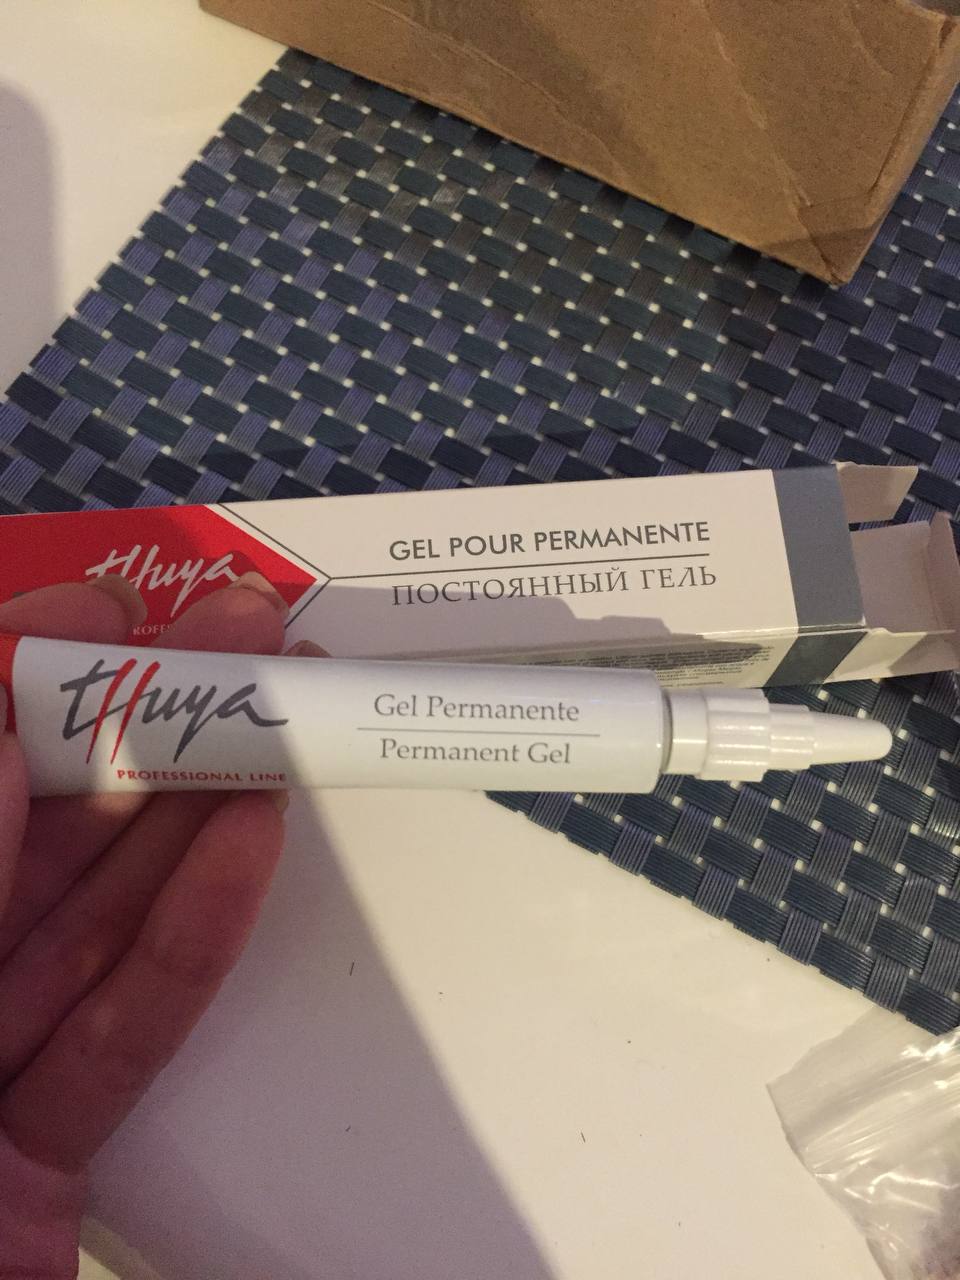 tHuya
GEL POUR PERMANENTE
ПОСТОЯННЫЙ ГЕЛЬ
tHuya
PROFESSIONAL LINE
Gel Permanente
Permanent Gel